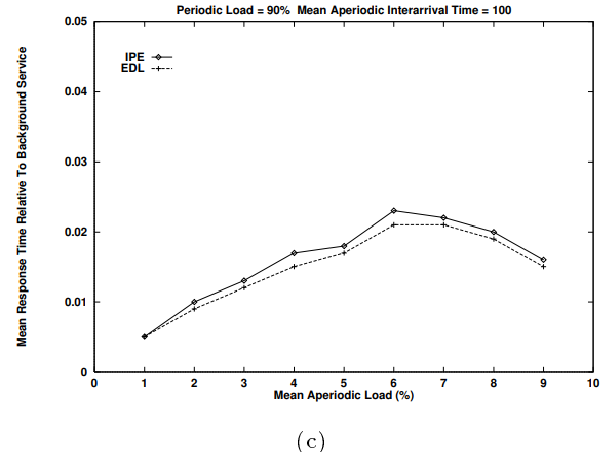 Periodic Load = 90% Mean Aperiodic Interarrival Time = 100
0.05
0.04
0.03
0.02
0.01
0
Mean Response Time Relative To Background Service
IPE
EDL
0 1 2 3 4 5 6 7 8 9 10
Mean Aperiodic Load (%)
(c)